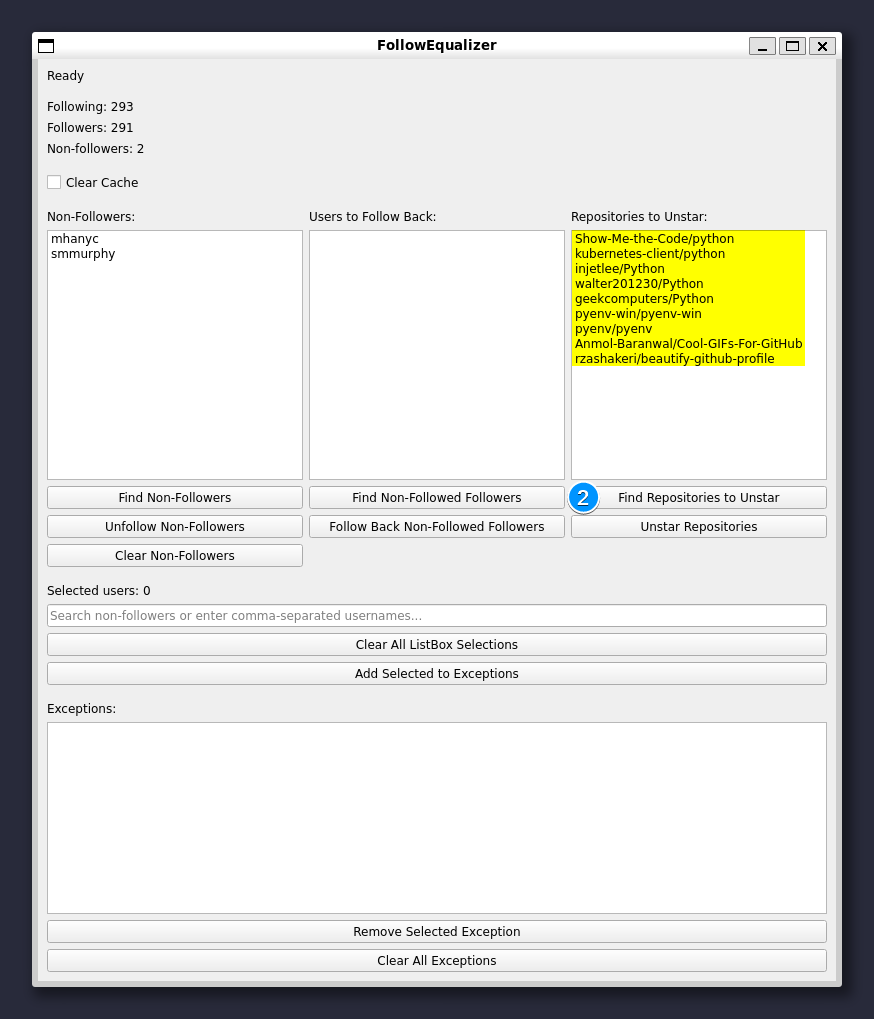 FollowEqualizer
Ready
Following: 293
Followers: 291
Non-followers: 2
Clear Cache
Non-Followers:
mhanyc
smmurphy
Users to Follow Back:
Repositories to Unstar:
Show-Me-the-Code/python
kubernetes-client/python
injetlee/Python
walter201230/Python
geekcomputers/Python
pyenv-win/pyenv-win
pyenv/pyenv
Anmol-Baranwal/Cool-GIFs-For-GitHub
rzashakeri/beautify-github-profile
Find Non-Followers
Find Non-Followed Followers
2
Find Repositories to Unstar
Unfollow Non-Followers
Follow Back Non-Followed Followers
Unstar Repositories
Clear Non-Followers
Selected users: 0
Search non-followers or enter comma-separated usernames...
Clear All ListBox Selections
Add Selected to Exceptions
Exceptions:
Remove Selected Exception
Clear All Exceptions